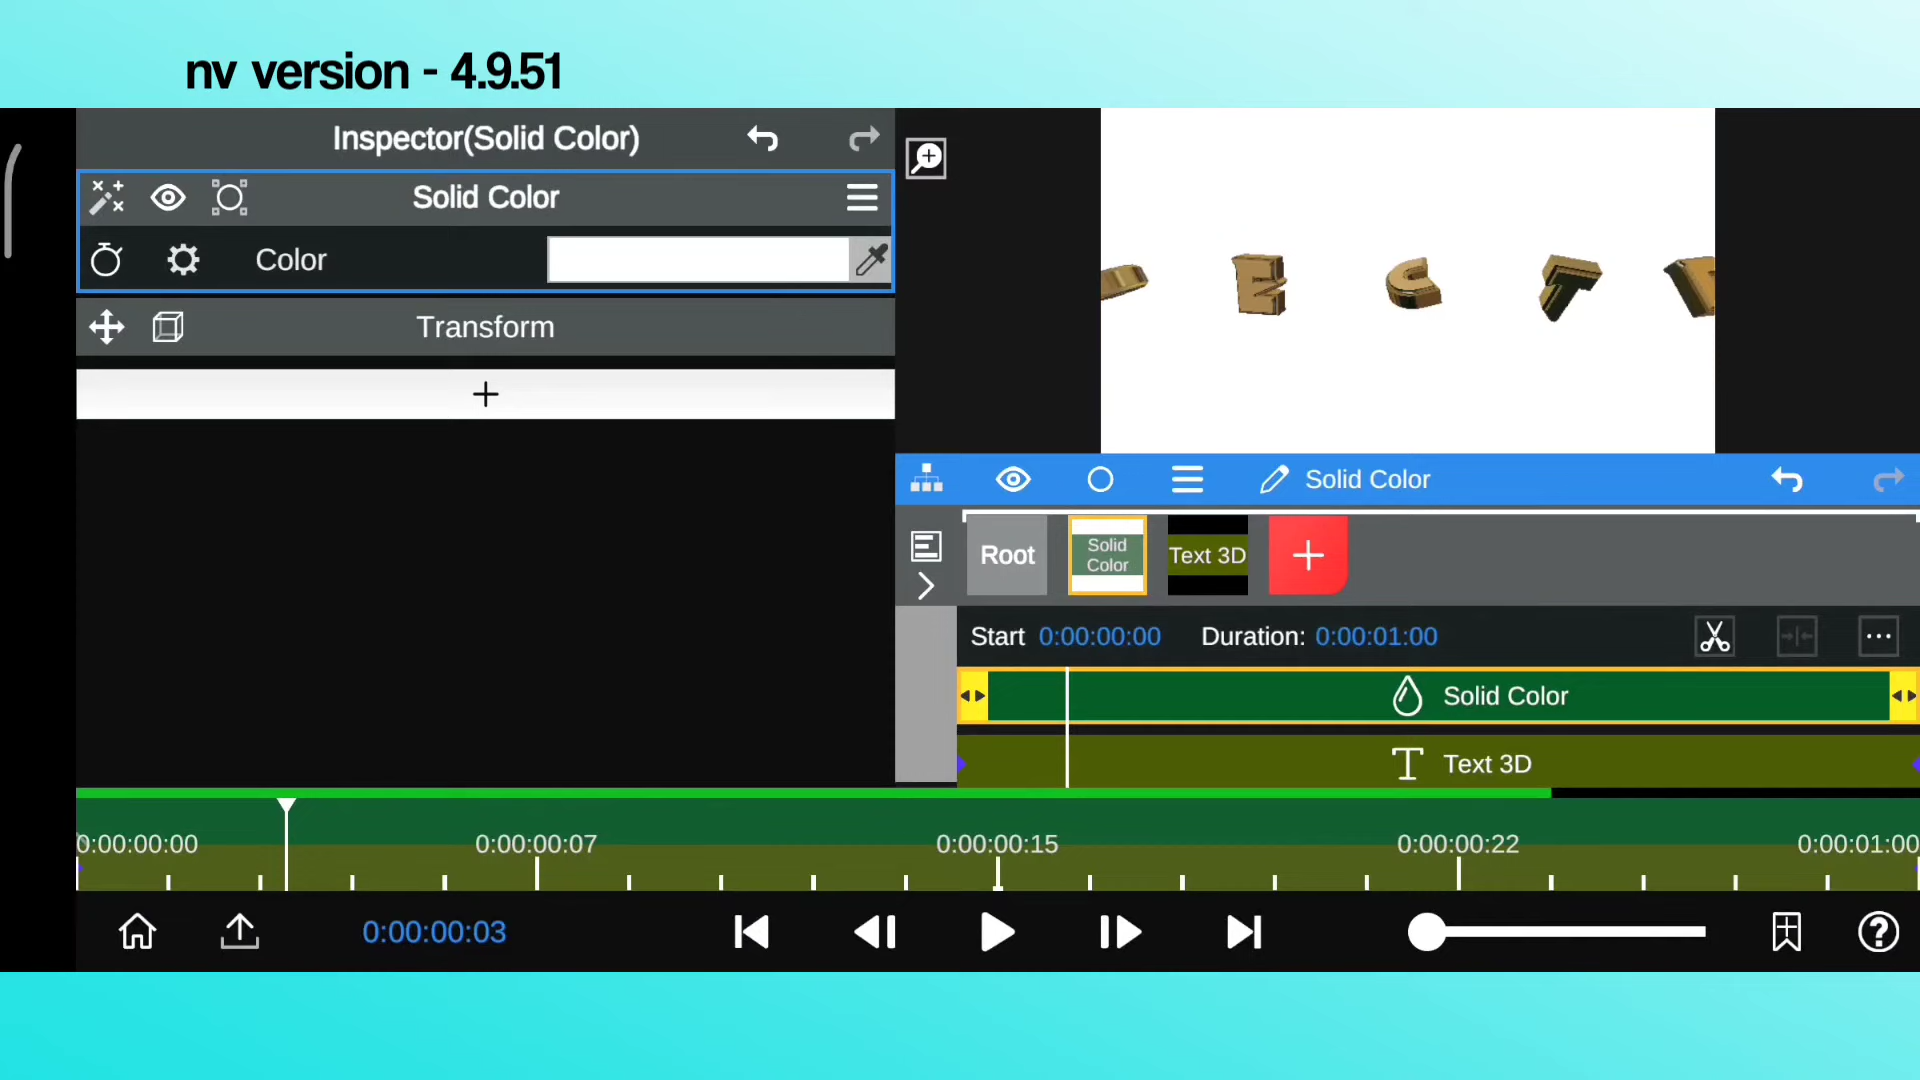 nv version - 4.9.51
Inspector(Solid Color)
Solid Color
Color
Transform
E C T
Solid Color
Root
Solid
Color
Text 3D
Start 0:00:00:00 Duration: 0:00:01:00
Solid Color
Text 3D
0:00:00:00 0:00:00:07 0:00:00:15 0:00:00:22 0:00:01:00
0:00:00:03